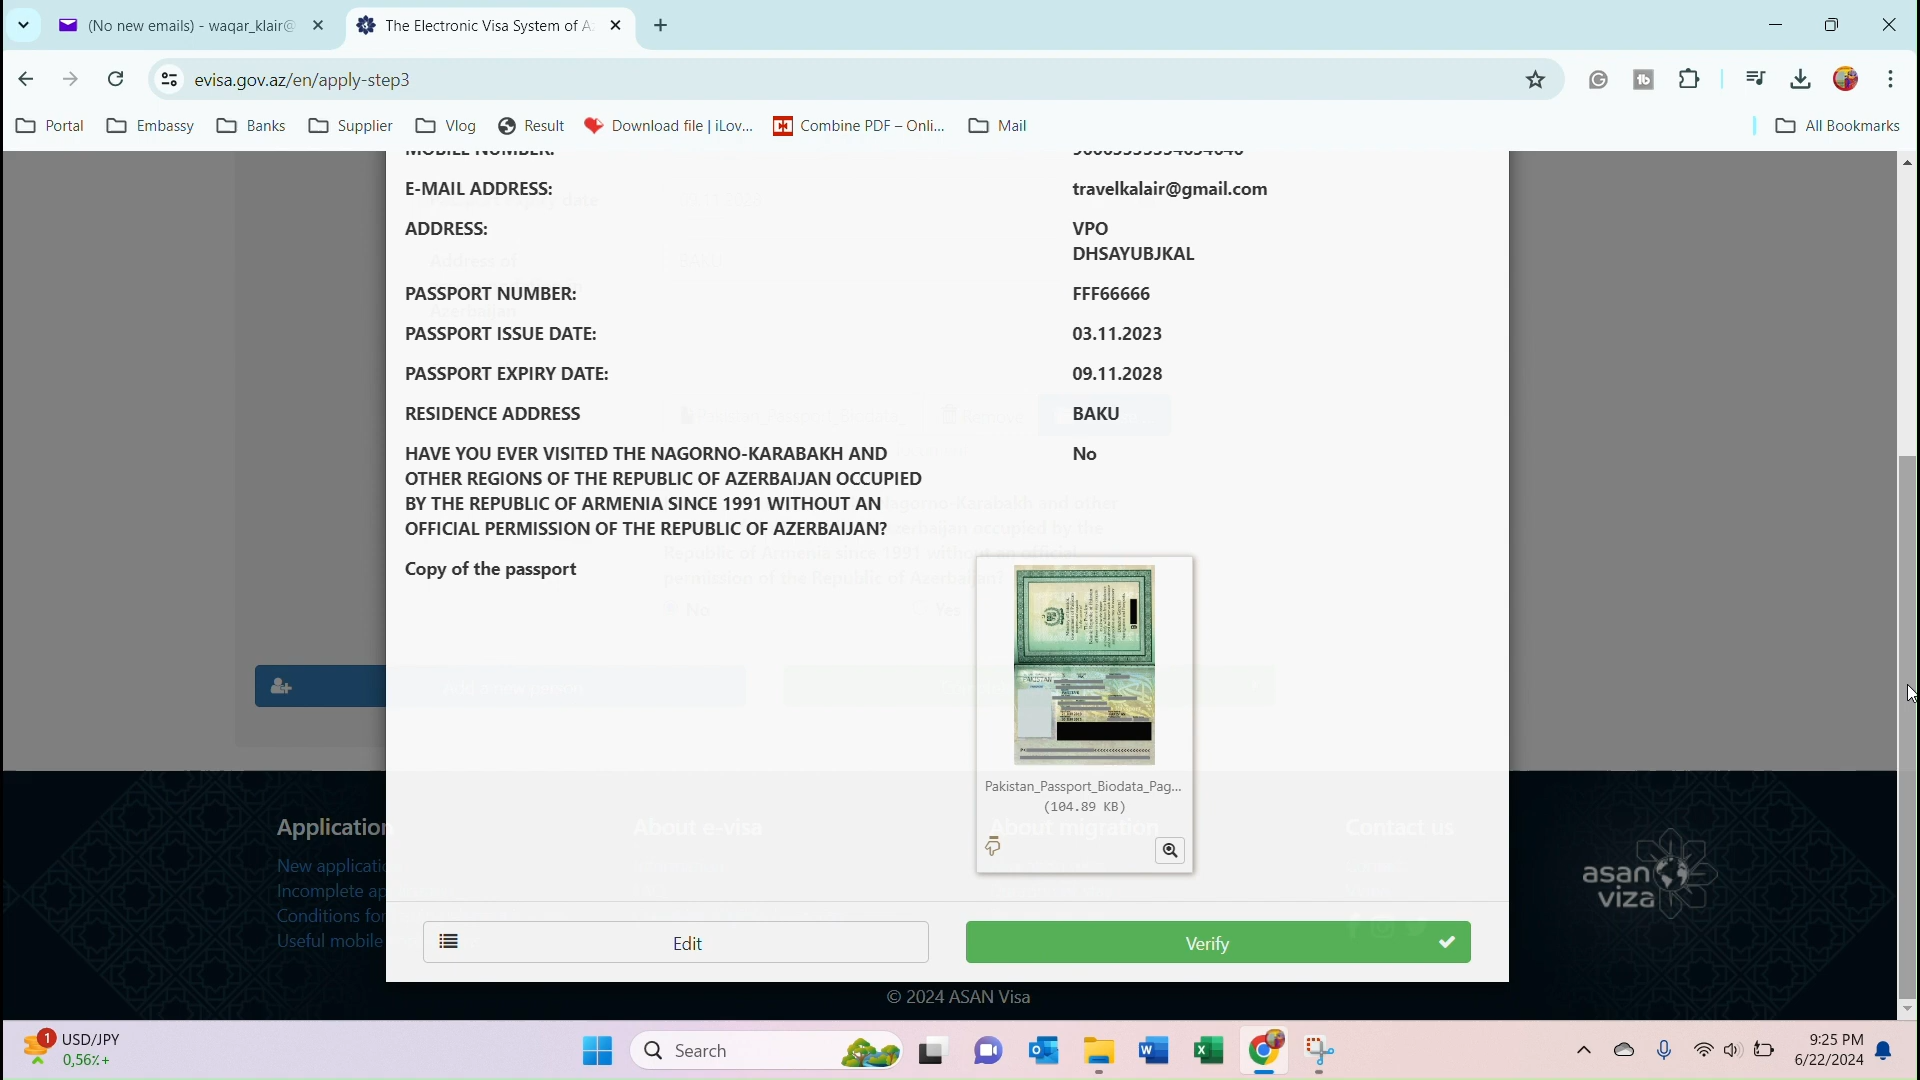 (No new emails) - waqar_klair@
The Electronic Visa System of A
evisa.gov.az/en/apply-step3
Portal
Embassy
Banks
Supplier
Vlog
Result
Download file | iLov...
Combine PDF – Onli...
Mail
All Bookmarks
MOBILE NUMBER:
E-MAIL ADDRESS:
travelkalair@gmail.com
ADDRESS:
VPO
DHSAYUBJKAL
PASSPORT NUMBER:
FFF66666
PASSPORT ISSUE DATE:
03.11.2023
PASSPORT EXPIRY DATE:
09.11.2028
RESIDENCE ADDRESS
BAKU
HAVE YOU EVER VISITED THE NAGORNO-KARABAKH AND
OTHER REGIONS OF THE REPUBLIC OF AZERBAIJAN OCCUPIED
BY THE REPUBLIC OF ARMENIA SINCE 1991 WITHOUT AN
OFFICIAL PERMISSION OF THE REPUBLIC OF AZERBAIJAN?
No
Copy of the passport
PAKISTAN
Pakistan_Passport_Biodata_Pag...
(104.89 KB)
Application
New applicati
Incomplete ap
Conditions for
Useful mobile
About e-visa
About migration
Contact us
asan
viza
Edit
Verify
© 2024 ASAN Visa
1
USD/JPY
0,56%+
Search
9:25 PM
6/22/2024